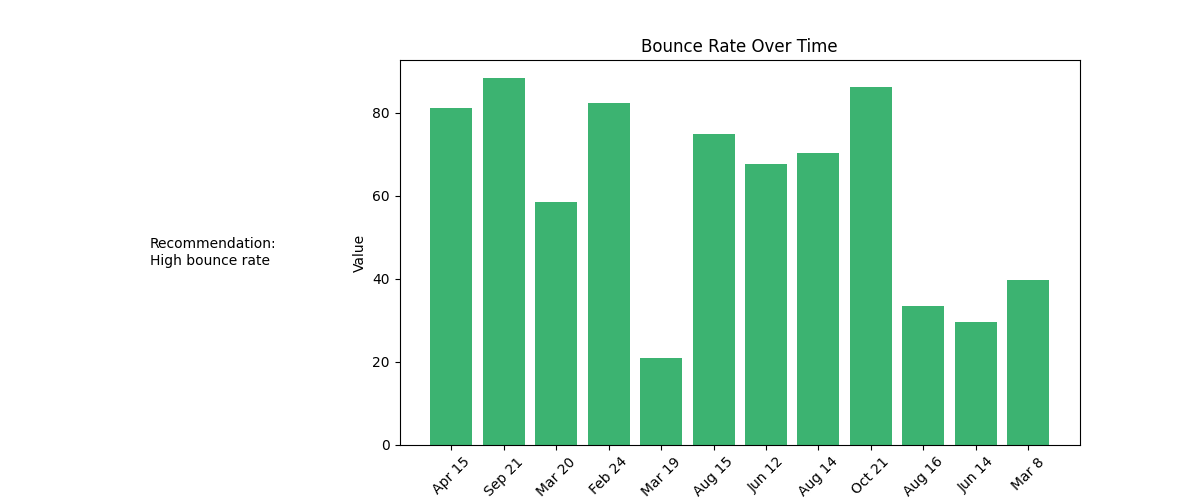 Bounce Rate Over Time
Recommendation:
High bounce rate
Value
80
60
40
20
0
Apr 15
Sep 21
Mar 20
Feb 24
Mar 19
Aug 15
Jun 12
Aug 14
Oct 21
Aug 16
Jun 14
Mar 8